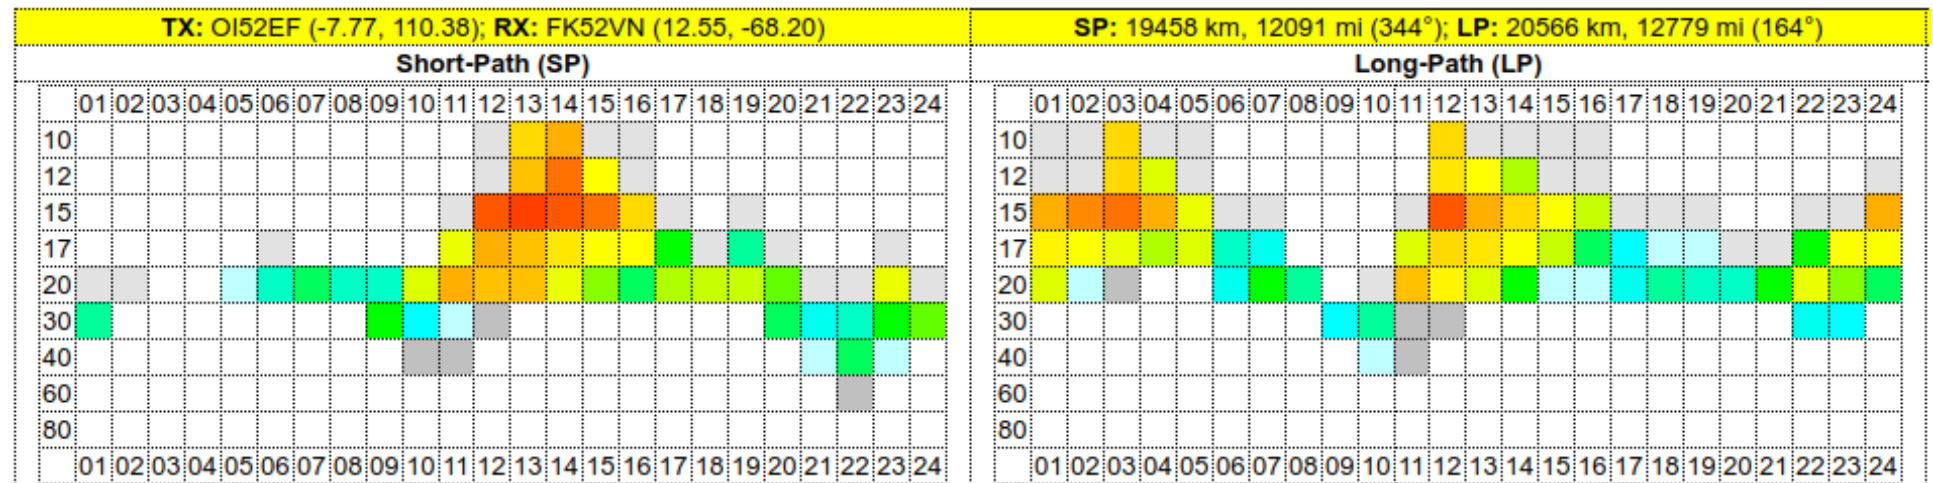 TX: OI52EF (-7.77, 110.38); RX: FK52VN (12.55, -68.20)
SP: 19458 km, 12091 mi (344°); LP: 20566 km, 12779 mi (164°)
Short-Path (SP)
Long-Path (LP)
01 02 03 04 05 06 07 08 09 10 11 12 13 14 15 16 17 18 19 20 21 22 23 24
10
12
15
17
20
30
40
60
80
01 02 03 04 05 06 07 08 09 10 11 12 13 14 15 16 17 18 19 20 21 22 23 24
01 02 03 04 05 06 07 08 09 10 11 12 13 14 15 16 17 18 19 20 21 22 23 24
10
12
15
17
20
30
40
60
80
01 02 03 04 05 06 07 08 09 10 11 12 13 14 15 16 17 18 19 20 21 22 23 24